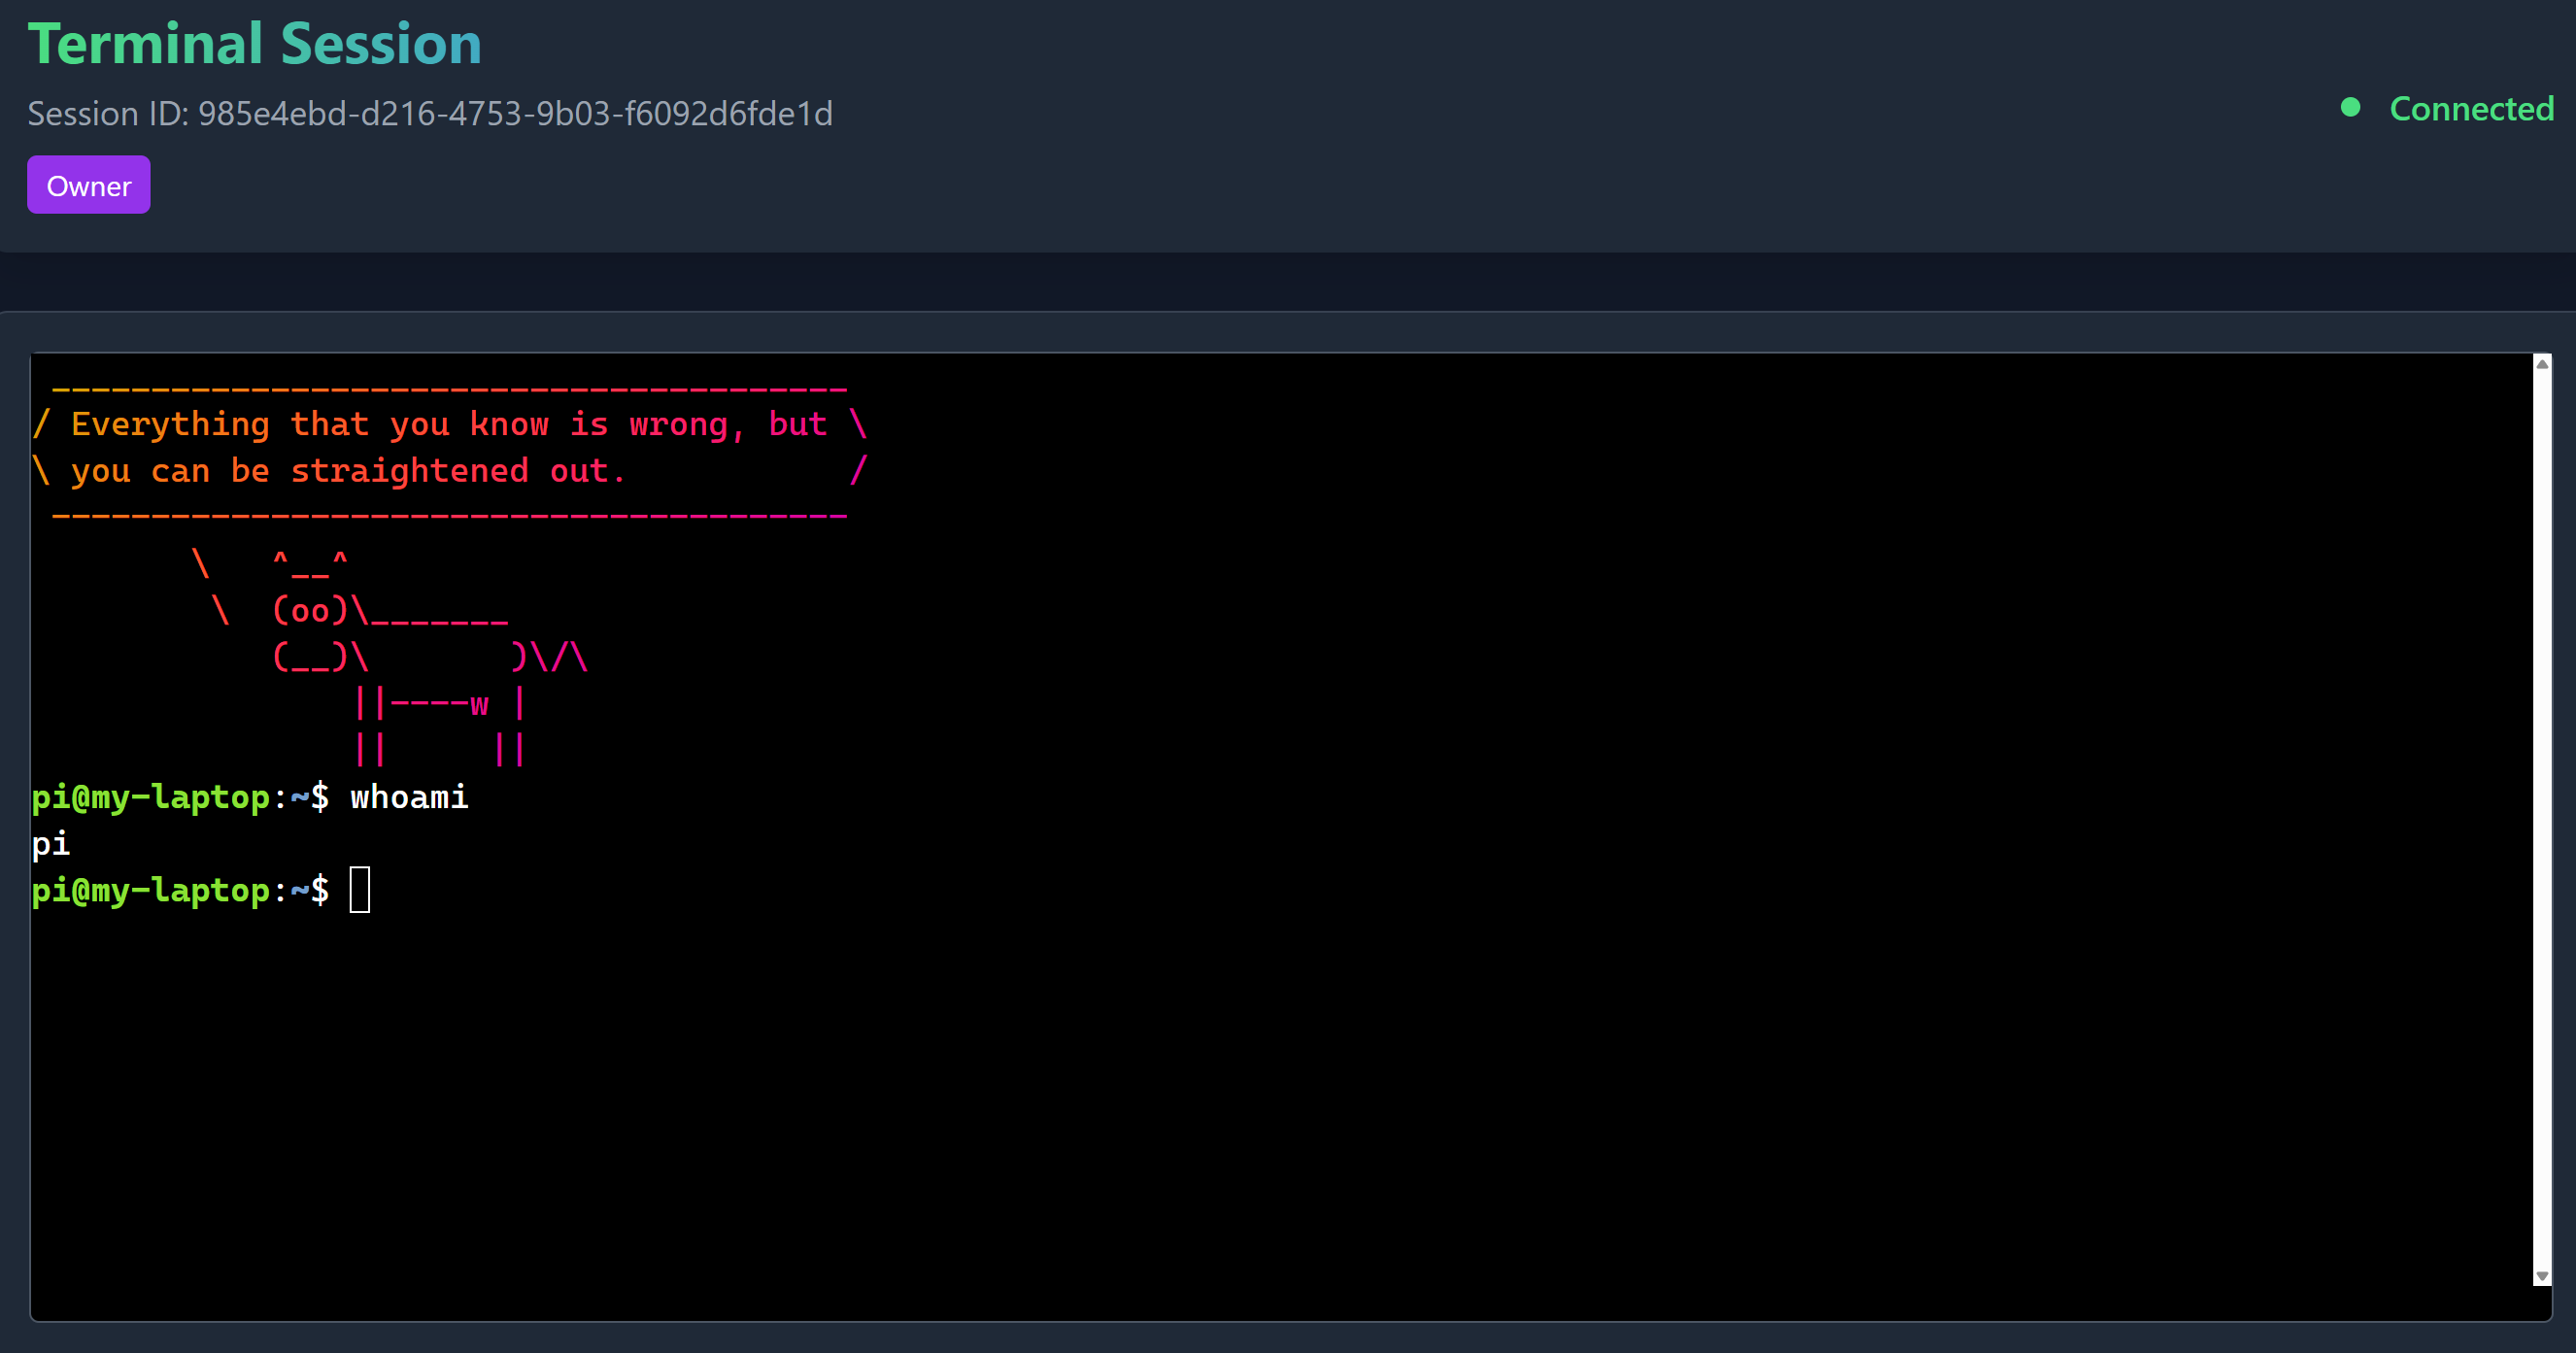 Terminal Session
Session ID: 985e4ebd-d216-4753-9b03-f6092d6fde1d
Connected
Owner
 ________________________________________
/ Everything that you know is wrong, but \
\ you can be straightened out.           /
 ----------------------------------------
        \   ^__^
         \  (oo)\_______
            (__)\       )\/\
                ||----w |
                ||     ||
pi@my-laptop:~$ whoami
pi
pi@my-laptop:~$